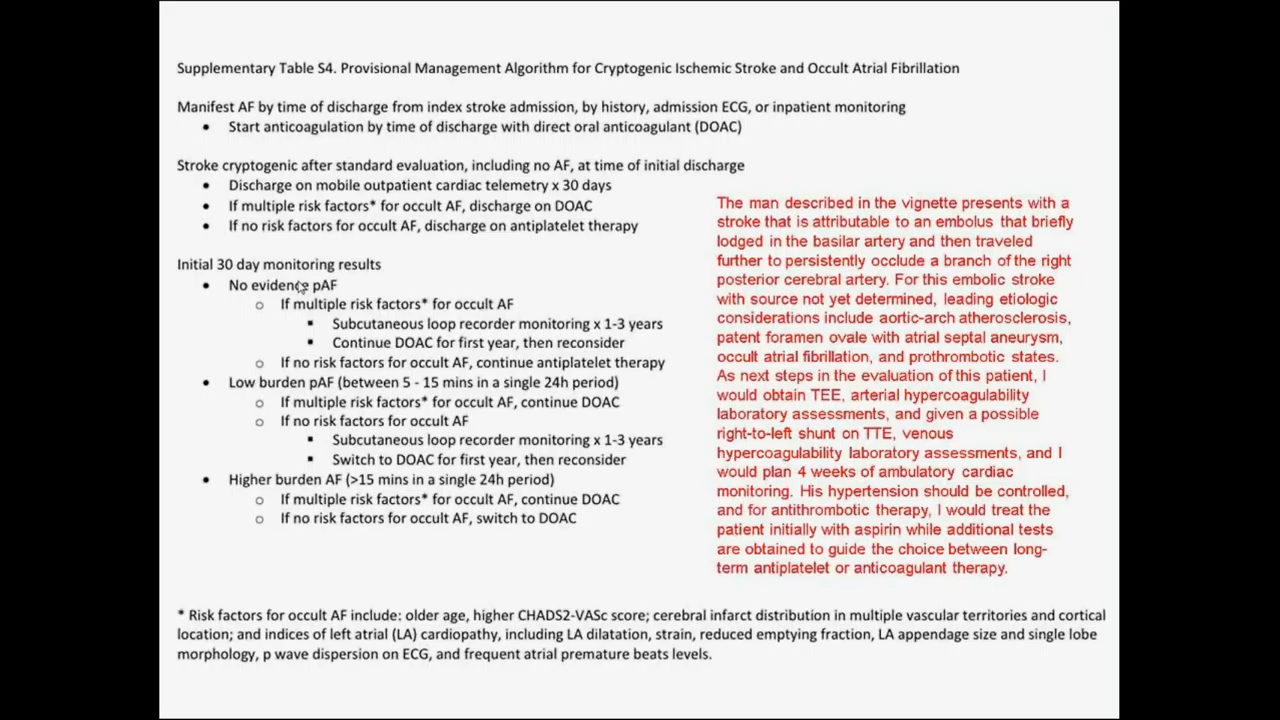 Supplementary Table S4. Provisional Management Algorithm for Cryptogenic Ischemic Stroke and Occult Atrial Fibrillation
Manifest AF by time of discharge from index stroke admission, by history, admission ECG, or inpatient monitoring
• Start anticoagulation by time of discharge with direct oral anticoagulant (DOAC)
Stroke cryptogenic after standard evaluation, including no AF, at time of initial discharge
• Discharge on mobile outpatient cardiac telemetry x 30 days
• If multiple risk factors* for occult AF, discharge on DOAC
• If no risk factors for occult AF, discharge on antiplatelet therapy
Initial 30 day monitoring results
• No evidence pAF
o If multiple risk factors* for occult AF
▪ Subcutaneous loop recorder monitoring x 1-3 years
▪ Continue DOAC for first year, then reconsider
o If no risk factors for occult AF, continue antiplatelet therapy
• Low burden pAF (between 5 - 15 mins in a single 24h period)
o If multiple risk factors* for occult AF, continue DOAC
o If no risk factors for occult AF
▪ Subcutaneous loop recorder monitoring x 1-3 years
▪ Switch to DOAC for first year, then reconsider
• Higher burden AF (>15 mins in a single 24h period)
o If multiple risk factors* for occult AF, continue DOAC
o If no risk factors for occult AF, switch to DOAC
The man described in the vignette presents with a
stroke that is attributable to an embolus that briefly
lodged in the basilar artery and then traveled
further to persistently occlude a branch of the right
posterior cerebral artery. For this embolic stroke
with source not yet determined, leading etiologic
considerations include aortic-arch atherosclerosis,
patent foramen ovale with atrial septal aneurysm,
occult atrial fibrillation, and prothrombotic states.
As next steps in the evaluation of this patient, I
would obtain TEE, arterial hypercoagulability
laboratory assessments, and given a possible
right-to-left shunt on TTE, venous
hypercoagulability laboratory assessments, and I
would plan 4 weeks of ambulatory cardiac
monitoring. His hypertension should be controlled,
and for antithrombotic therapy, I would treat the
patient initially with aspirin while additional tests
are obtained to guide the choice between long-
term antiplatelet or anticoagulant therapy.
* Risk factors for occult AF include: older age, higher CHADS2-VASc score; cerebral infarct distribution in multiple vascular territories and cortical
location; and indices of left atrial (LA) cardiopathy, including LA dilatation, strain, reduced emptying fraction, LA appendage size and single lobe
morphology, p wave dispersion on ECG, and frequent atrial premature beats levels.